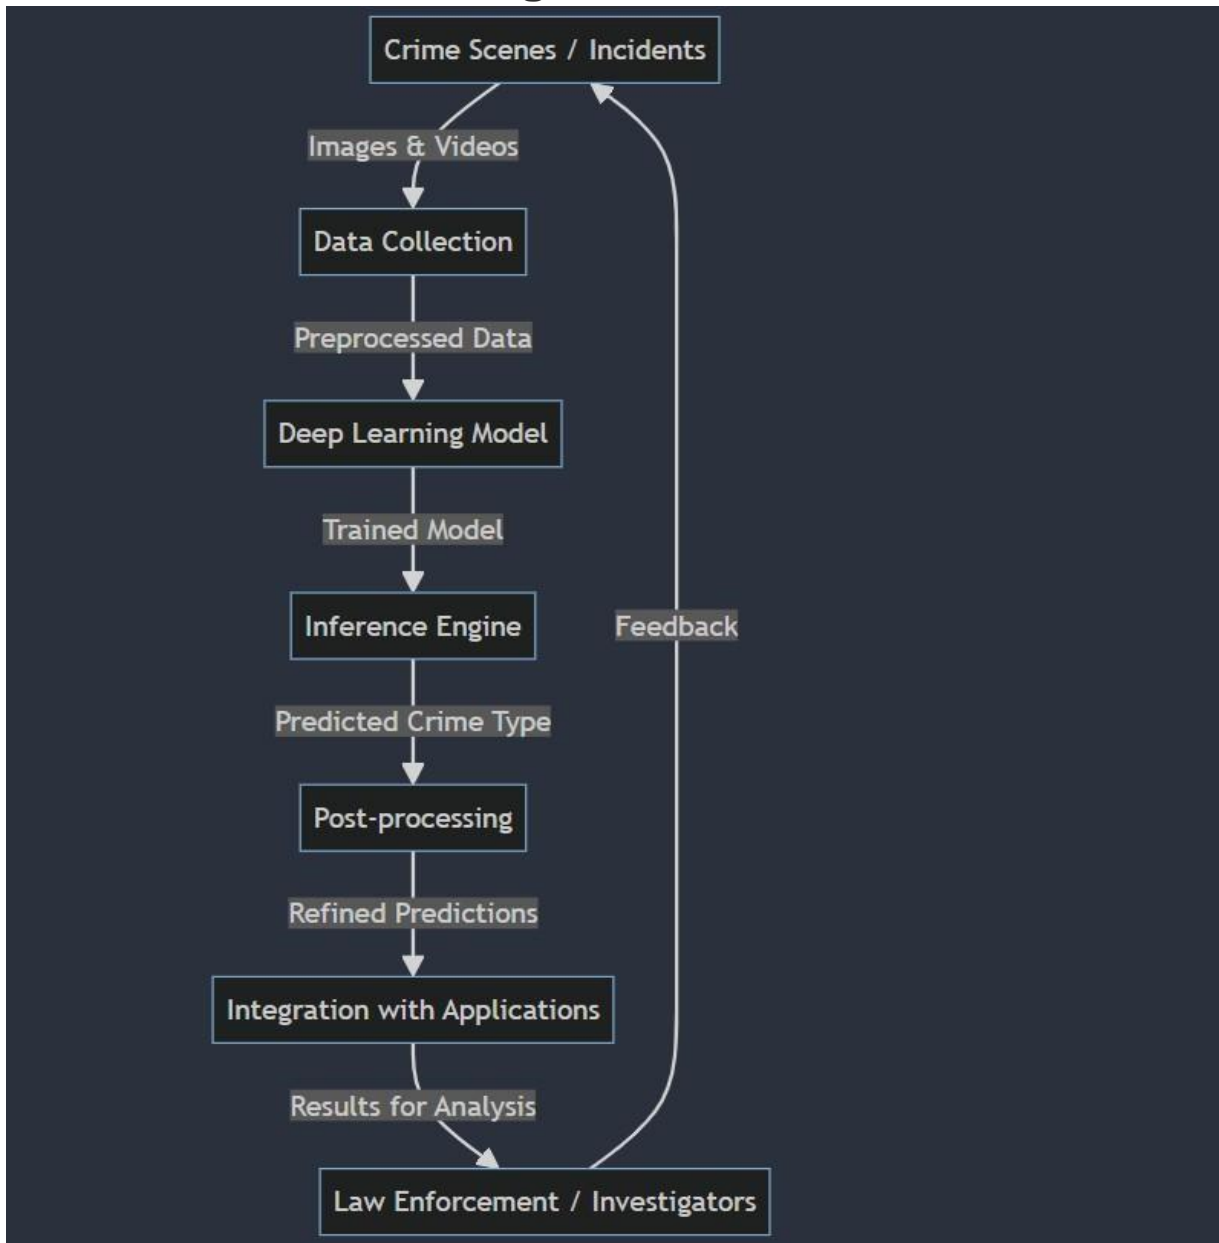 Crime Scenes / Incidents
Images & Videos
Data Collection
Preprocessed Data
Deep Learning Model
Trained Model
Inference Engine
Feedback
Predicted Crime Type
Post-processing
Refined Predictions
Integration with Applications
Results for Analysis
Law Enforcement / Investigators